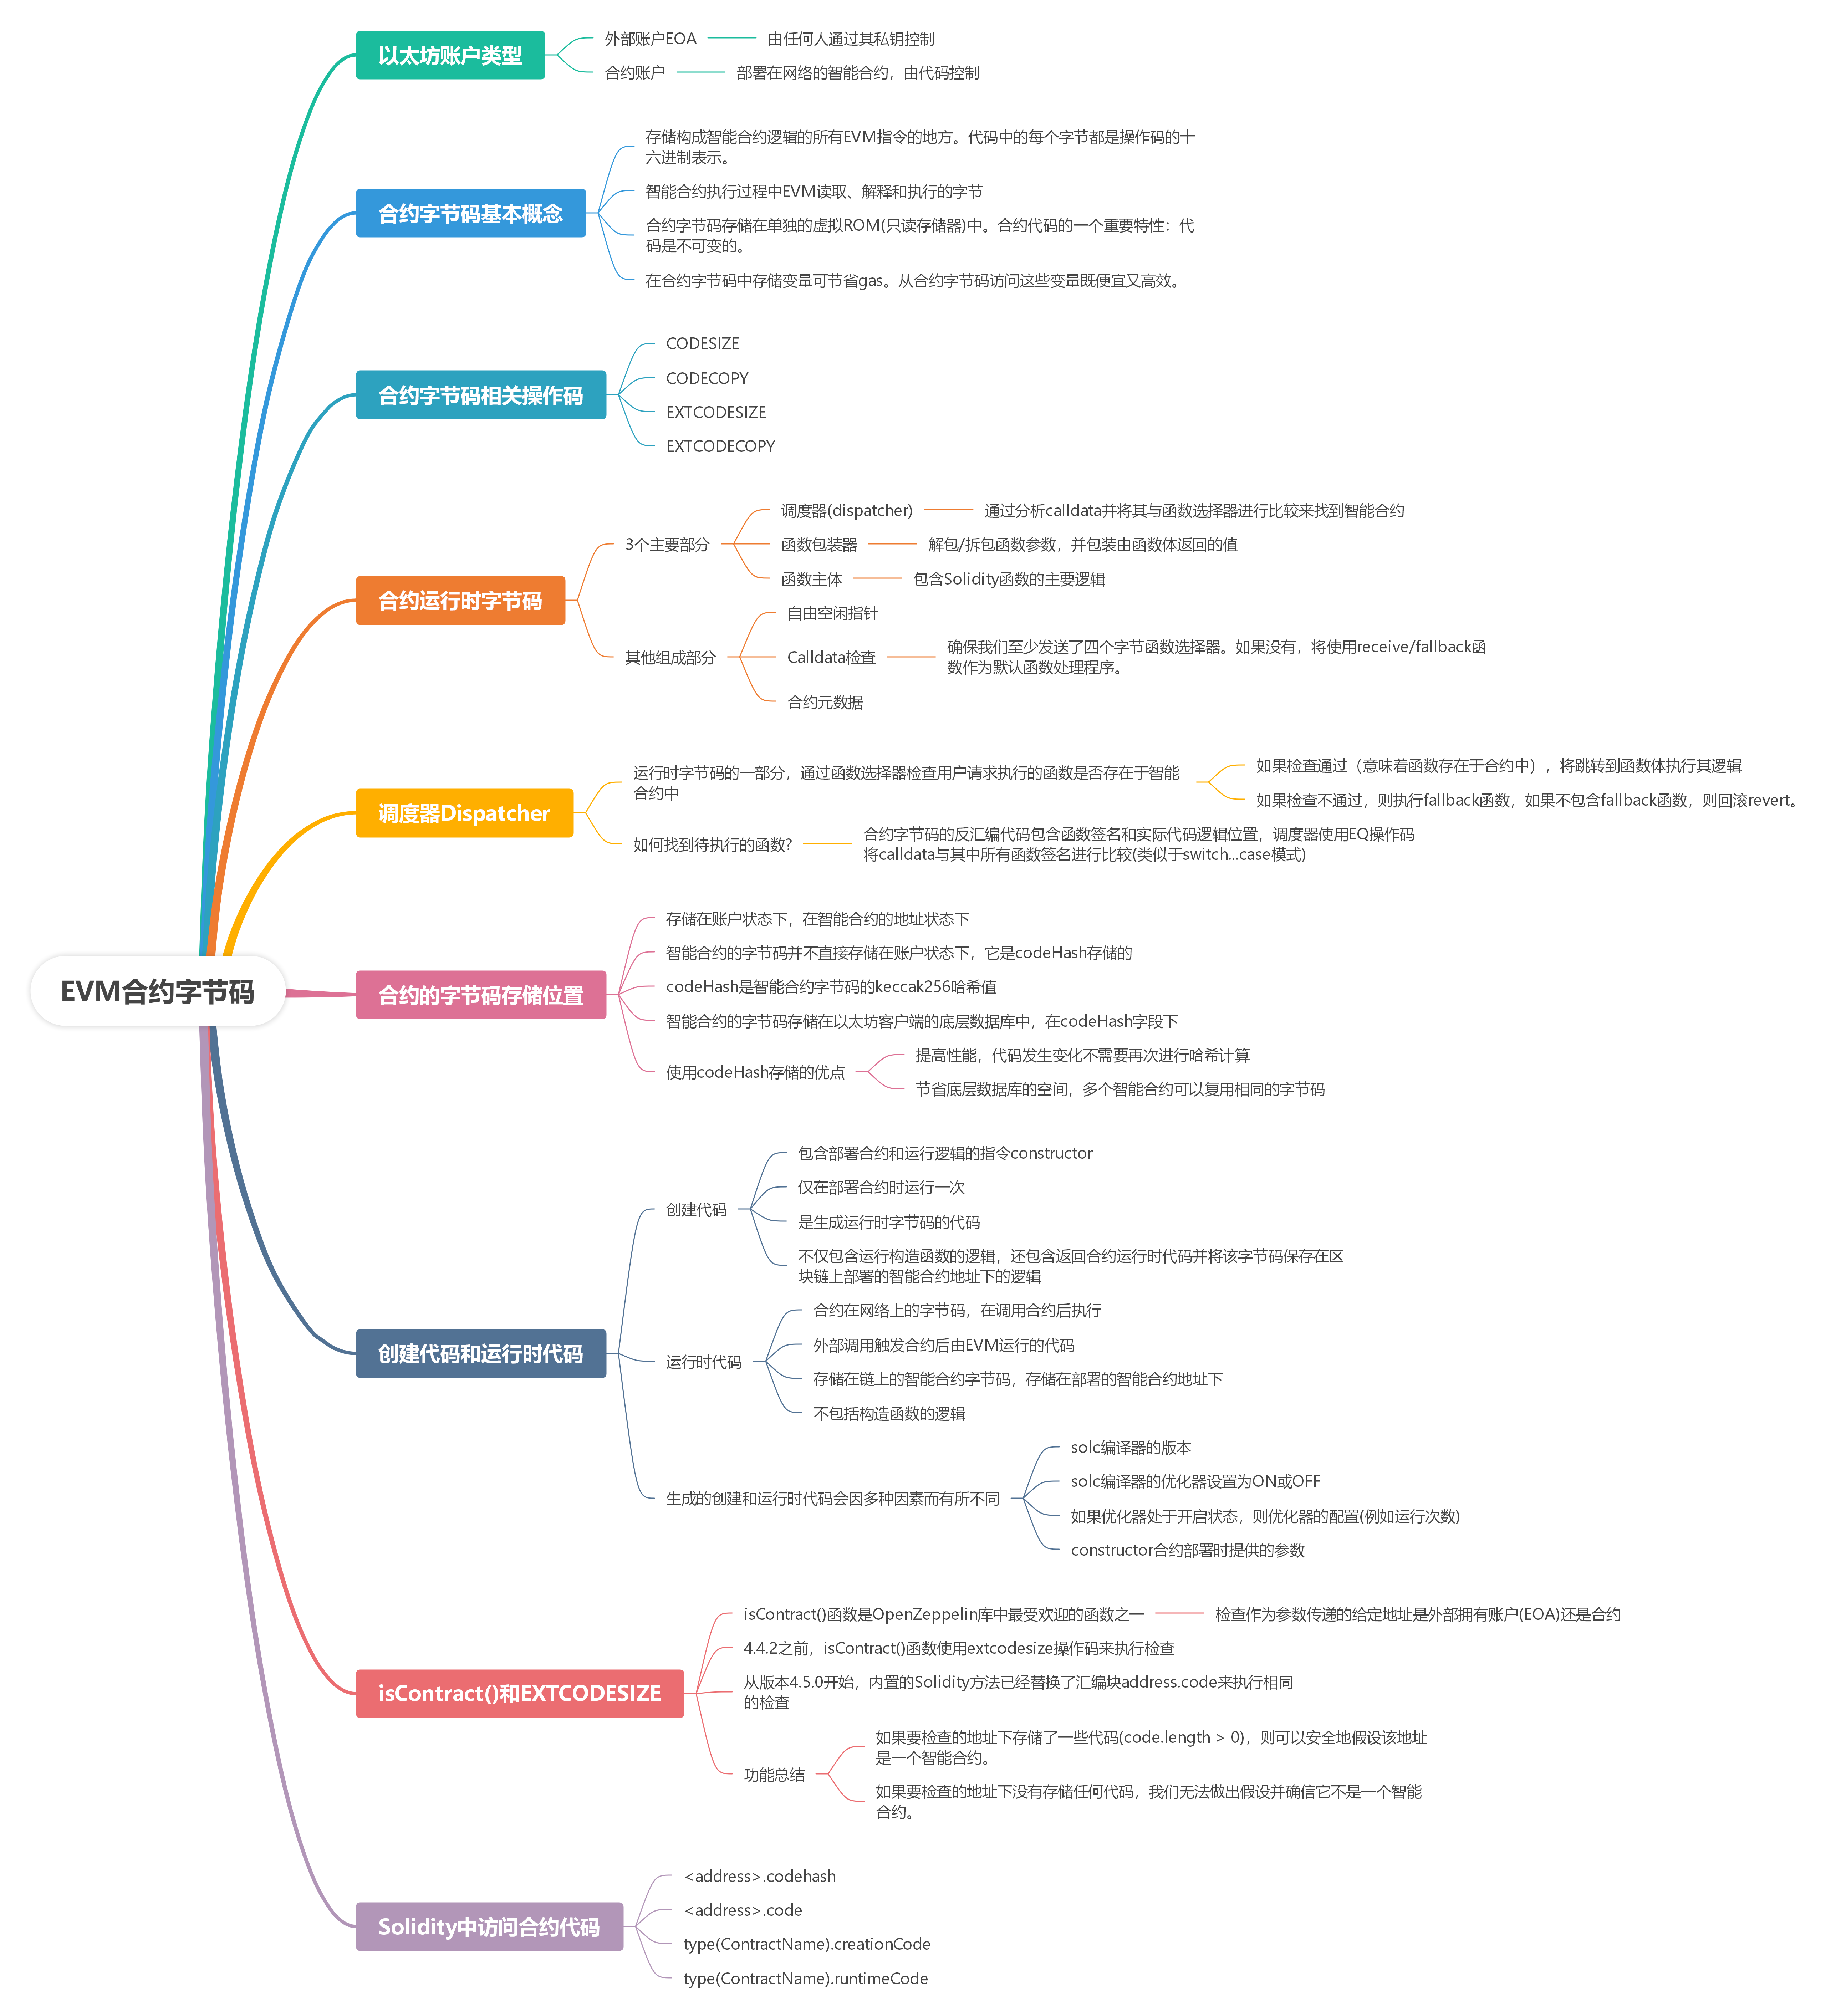 以太坊账户类型
外部账户EOA
由任何人通过其私钥控制
合约账户
部署在网络的智能合约，由代码控制
合约字节码基本概念
存储构成智能合约逻辑的所有EVM指令的地方。代码中的每个字节都是操作码的十
六进制表示。
智能合约执行过程中EVM读取、解释和执行的字节
合约字节码存储在单独的虚拟ROM(只读存储器)中。合约代码的一个重要特性：代
码是不可变的。
在合约字节码中存储变量可节省gas。从合约字节码访问这些变量既便宜又高效。
合约字节码相关操作码
CODESIZE
CODECOPY
EXTCODESIZE
EXTCODECOPY
合约运行时字节码
3个主要部分
调度器(dispatcher)
通过分析calldata并将其与函数选择器进行比较来找到智能合约
函数包装器
解包/拆包函数参数，并包装由函数体返回的值
函数主体
包含Solidity函数的主要逻辑
其他组成部分
自由空闲指针
Calldata检查
确保我们至少发送了四个字节函数选择器。如果没有，将使用receive/fallback函
数作为默认函数处理程序。
合约元数据
调度器Dispatcher
运行时字节码的一部分，通过函数选择器检查用户请求执行的函数是否存在于智能
合约中
如果检查通过（意味着函数存在于合约中），将跳转到函数体执行其逻辑
如果检查不通过，则执行fallback函数，如果不包含fallback函数，则回滚revert。
如何找到待执行的函数?
合约字节码的反汇编代码包含函数签名和实际代码逻辑位置，调度器使用EQ操作码
将calldata与其中所有函数签名进行比较(类似于switch...case模式)
EVM合约字节码
合约的字节码存储位置
存储在账户状态下，在智能合约的地址状态下
智能合约的字节码并不直接存储在账户状态下，它是codeHash存储的
codeHash是智能合约字节码的keccak256哈希值
智能合约的字节码存储在以太坊客户端的底层数据库中，在codeHash字段下
使用codeHash存储的优点
提高性能，代码发生变化不需要再次进行哈希计算
节省底层数据库的空间，多个智能合约可以复用相同的字节码
创建代码和运行时代码
创建代码
包含部署合约和运行逻辑的指令constructor
仅在部署合约时运行一次
是生成运行时字节码的代码
不仅包含运行构造函数的逻辑，还包含返回合约运行时代码并将该字节码保存在区
块链上部署的智能合约地址下的逻辑
运行时代码
合约在网络上的字节码，在调用合约后执行
外部调用触发合约后由EVM运行的代码
存储在链上的智能合约字节码，存储在部署的智能合约地址下
不包括构造函数的逻辑
生成的创建和运行时代码会因多种因素而有所不同
solc编译器的版本
solc编译器的优化器设置为ON或OFF
如果优化器处于开启状态，则优化器的配置(例如运行次数)
constructor合约部署时提供的参数
isContract()和EXTCODESIZE
isContract()函数是OpenZeppelin库中最受欢迎的函数之一
检查作为参数传递的给定地址是外部拥有账户(EOA)还是合约
4.4.2之前，isContract()函数使用extcodesize操作码来执行检查
从版本4.5.0开始，内置的Solidity方法已经替换了汇编块address.code来执行相同
的检查
功能总结
如果要检查的地址下存储了一些代码(code.length > 0)，则可以安全地假设该地址
是一个智能合约。
如果要检查的地址下没有存储任何代码，我们无法做出假设并确信它不是一个智能
合约。
Solidity中访问合约代码
<address>.codehash
<address>.code
type(ContractName).creationCode
type(ContractName).runtimeCode